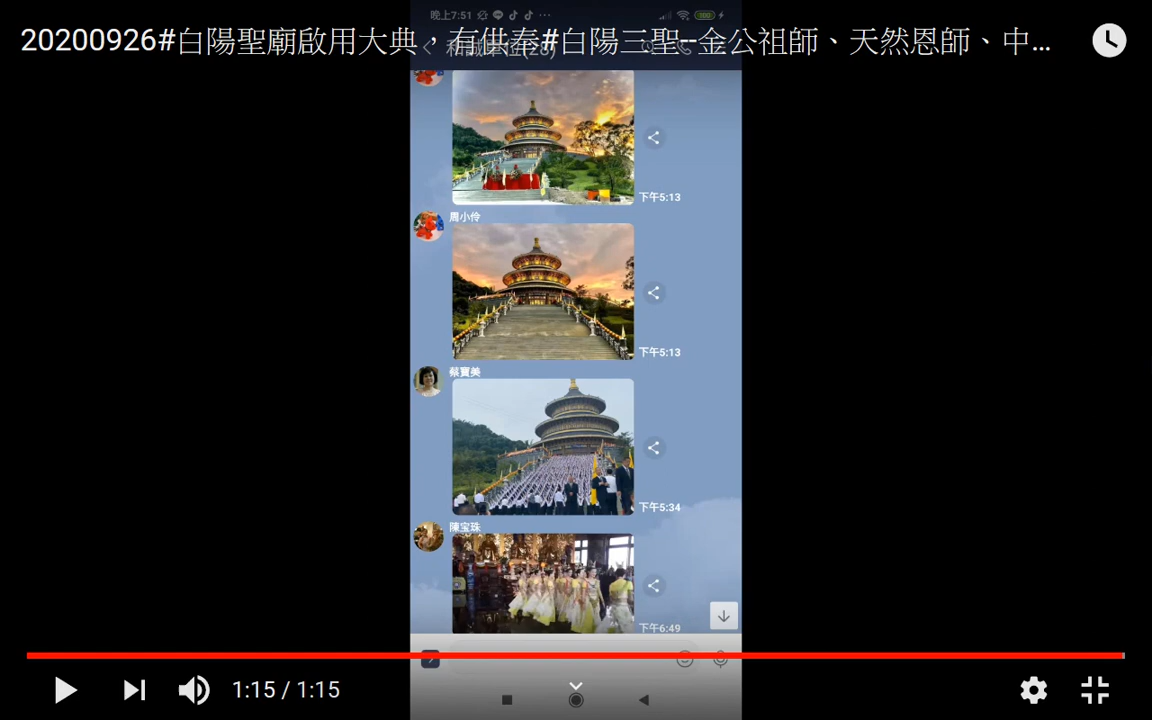 晚上7:51
20200926#白陽聖廟啟用大典，有供奉#白陽三聖--金公祖師、天然恩師、中...
下午5:13
周小伶
下午5:13
蔡寶美
下午5:34
陳宝珠
下午6:49
1:15 / 1:15